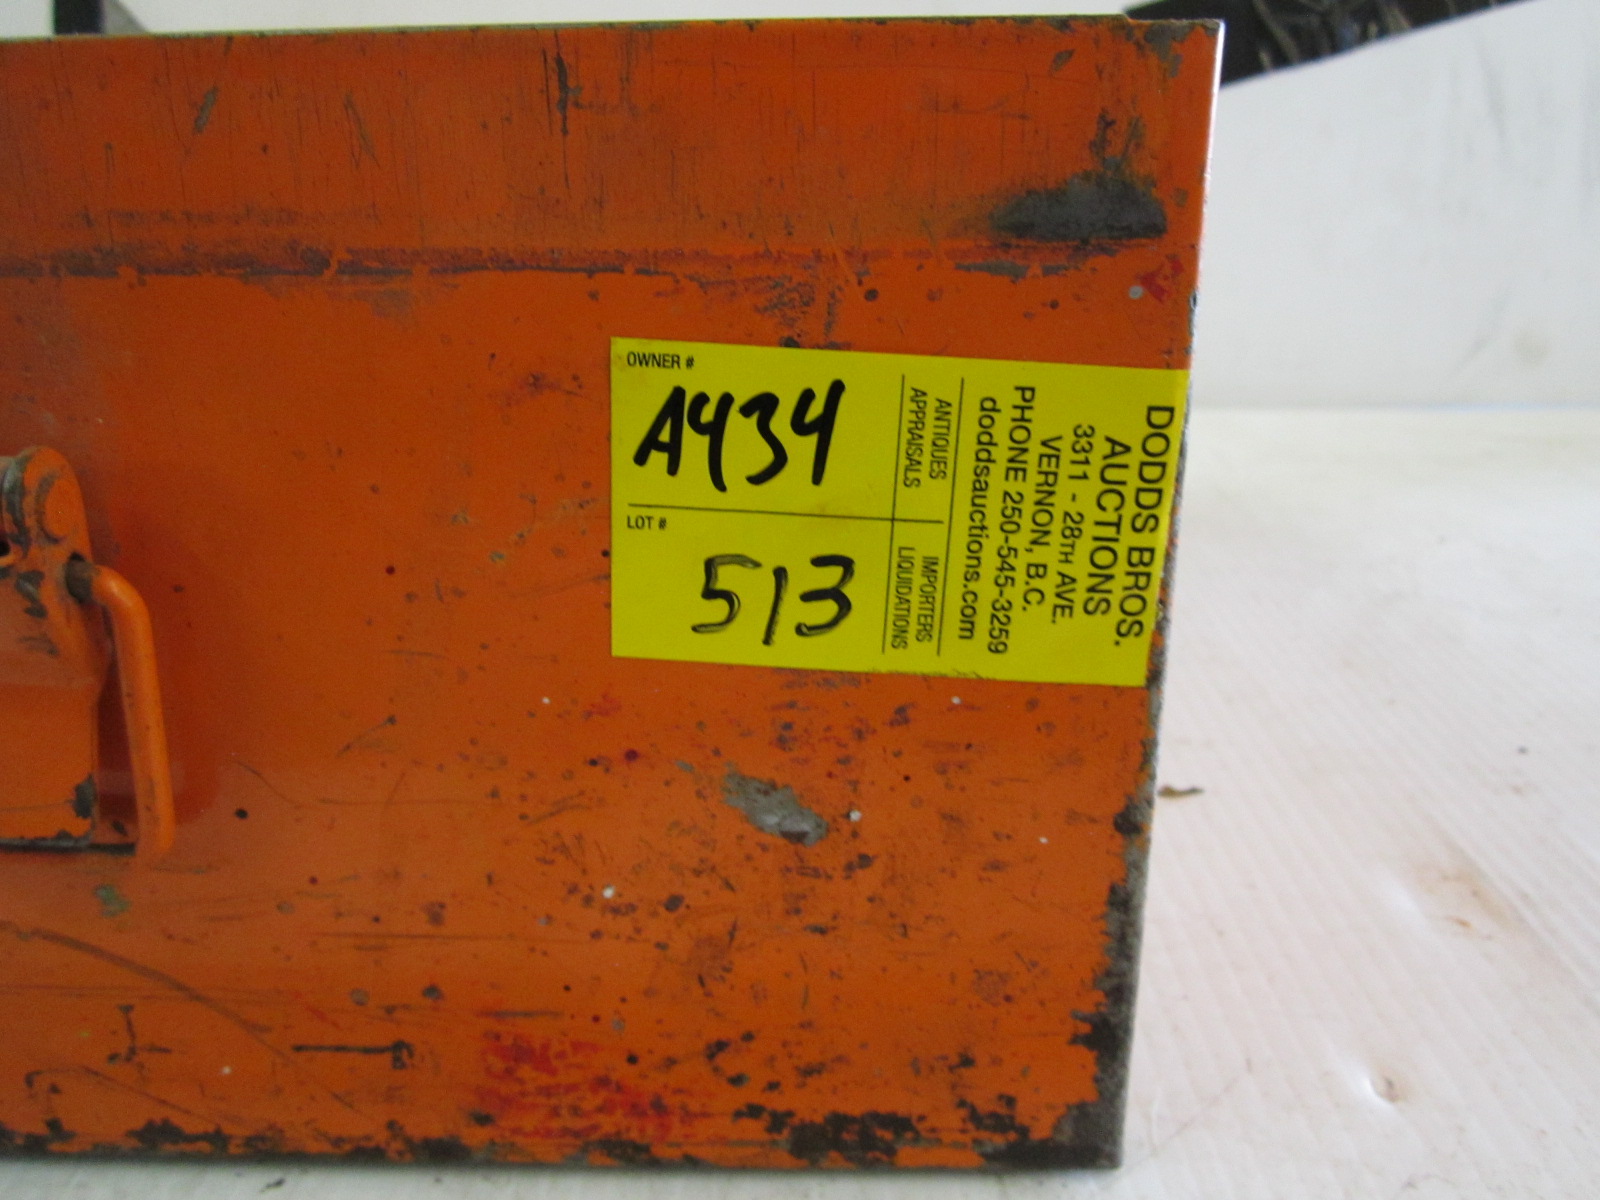 OWNER #
A434
LOT #
513
DODDS BROS.
AUCTIONS
3311 - 28TH AVE.
VERNON, B.C.
PHONE 250-545-3259
doddsauctions.com
ANTIQUES
APPRAISALS
IMPORTERS
LIQUIDATIONS